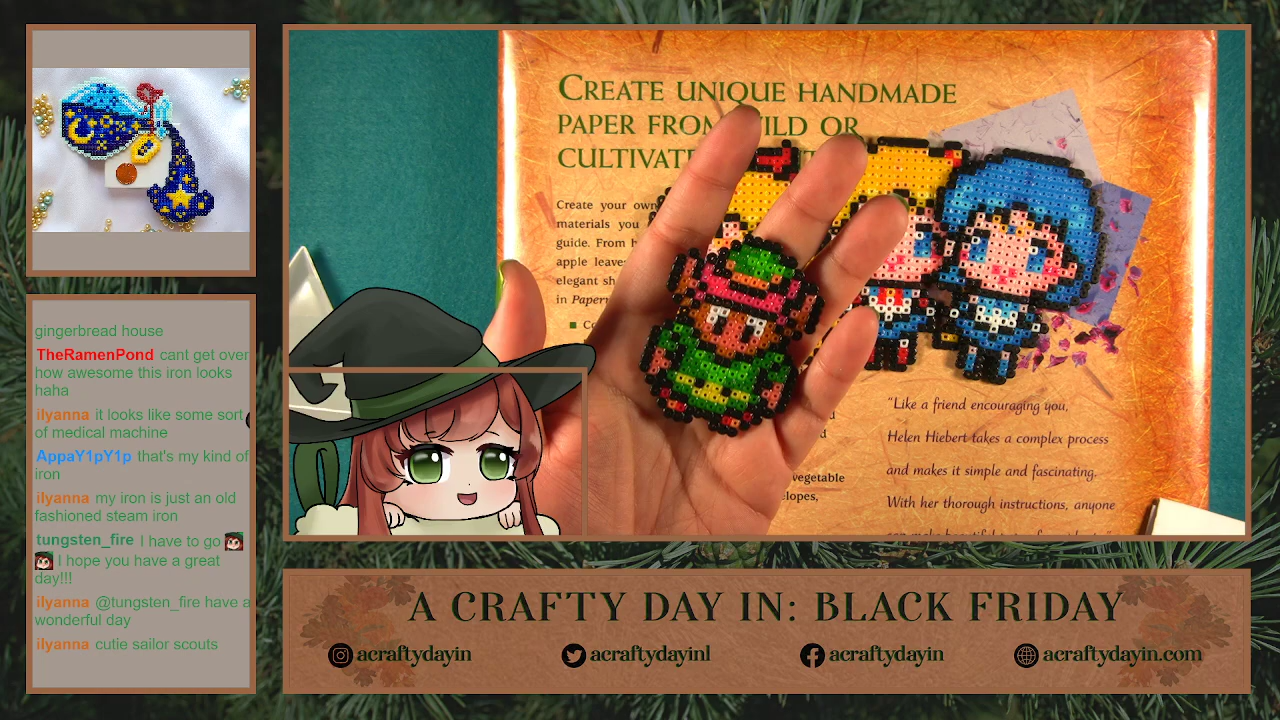 CREATE UNIQUE HANDMADE
PAPER FROM WILD OR
CULTIVAT
Create your own
materials you
guide. From h
apple leaves
elegant sh
in Papern
■ Co
vegetable
elopes,
"Like a friend encouraging you,
Helen Hiebert takes a complex process
and makes it simple and fascinating.
With her thorough instructions, anyone
gingerbread house
TheRamenPond cant get over
how awesome this iron looks
haha
ilyanna it looks like some sort
of medical machine
AppaY1pY1p that's my kind of
iron
ilyanna my iron is just an old
fashioned steam iron
tungsten_fire I have to go
I hope you have a great
day!!!
ilyanna @tungsten_fire have a
wonderful day
ilyanna cutie sailor scouts
A CRAFTY DAY IN: BLACK FRIDAY
acraftydayin acraftydayinl acraftydayin acraftydayin.com